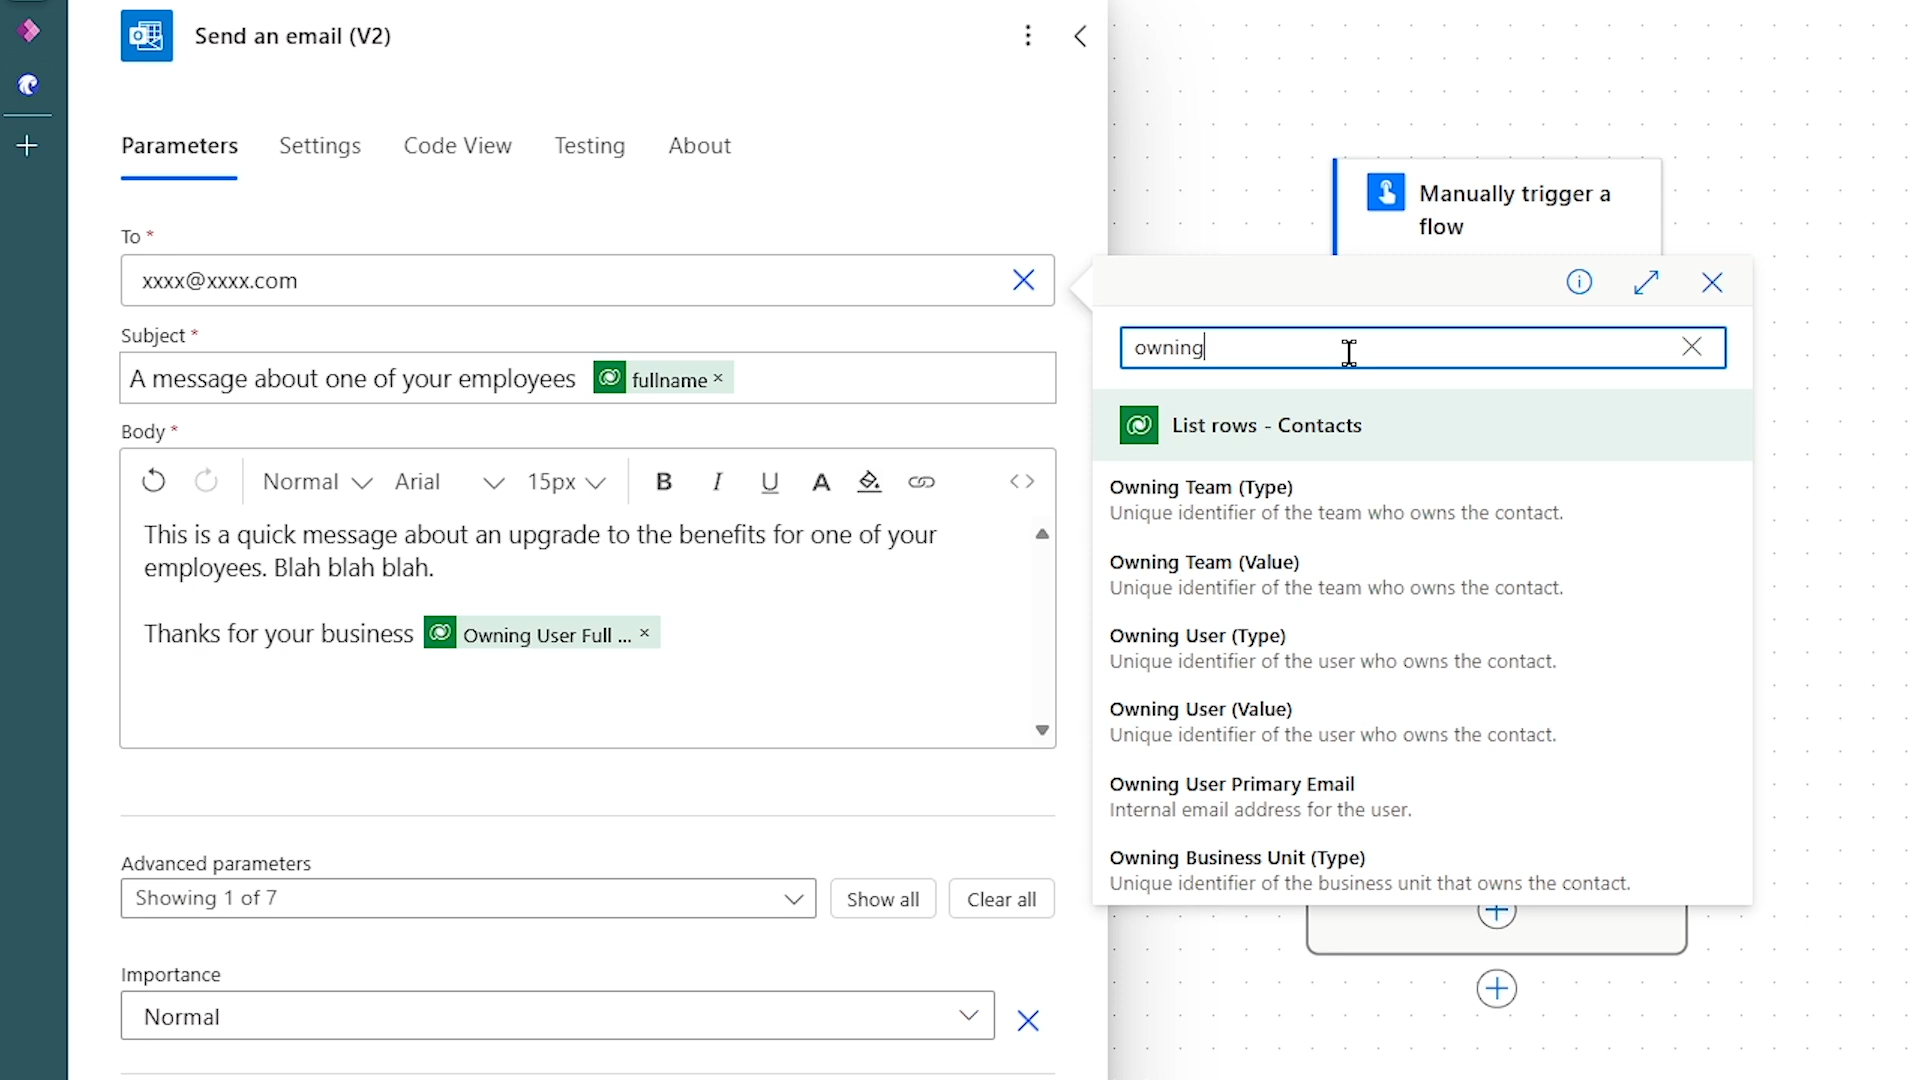 Send an email (V2)
Parameters
Settings
Code View
Testing
About
To *
xxxx@xxxx.com
Subject *
A message about one of your employees fullname ×
Body *
Normal
Arial
15px
B
I
U
A
This is a quick message about an upgrade to the benefits for one of your
employees. Blah blah blah.
Thanks for your business Owning User Full ... ×
Advanced parameters
Showing 1 of 7
Show all
Clear all
Importance
Normal
Manually trigger a
flow
owning
List rows - Contacts
Owning Team (Type)
Unique identifier of the team who owns the contact.
Owning Team (Value)
Unique identifier of the team who owns the contact.
Owning User (Type)
Unique identifier of the user who owns the contact.
Owning User (Value)
Unique identifier of the user who owns the contact.
Owning User Primary Email
Internal email address for the user.
Owning Business Unit (Type)
Unique identifier of the business unit that owns the contact.